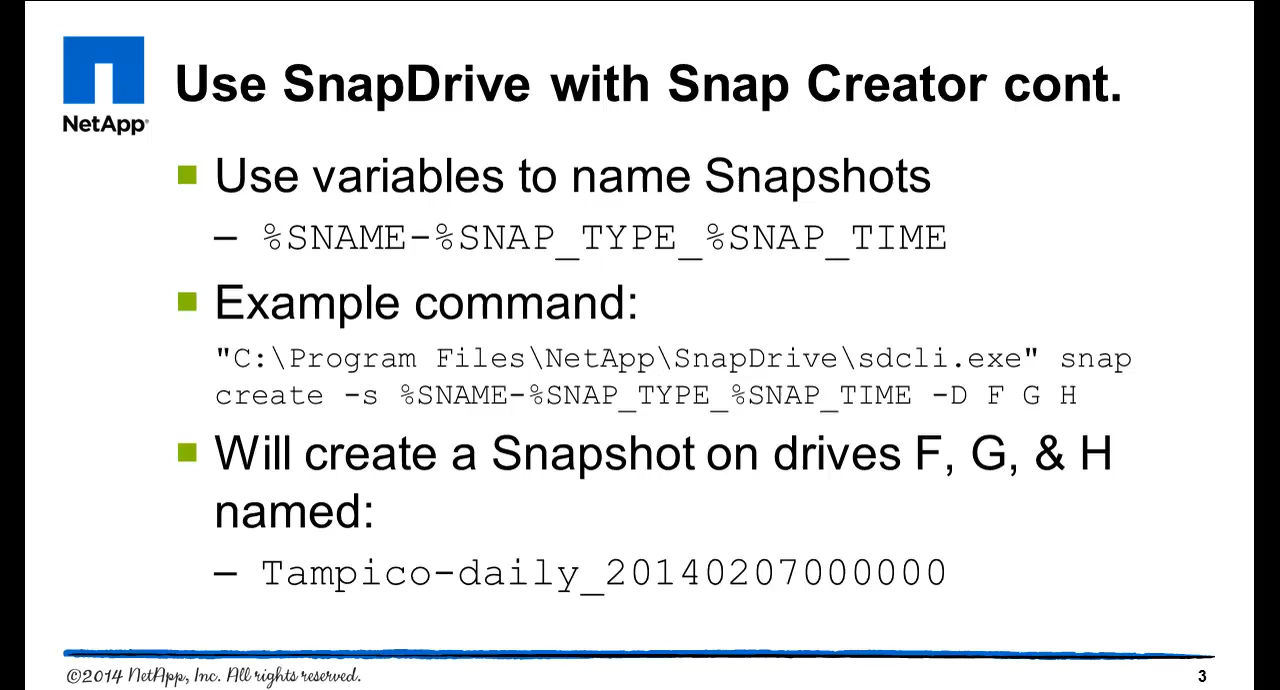 Use SnapDrive with Snap Creator cont.
NetApp®
Use variables to name Snapshots
– %SNAME-%SNAP_TYPE_%SNAP_TIME
Example command:
"C:\Program Files\NetApp\SnapDrive\sdcli.exe" snap
create -s %SNAME-%SNAP_TYPE_%SNAP_TIME -D F G H
Will create a Snapshot on drives F, G, & H
named:
– Tampico-daily_20140207000000
©2014 NetApp, Inc. All rights reserved.
3